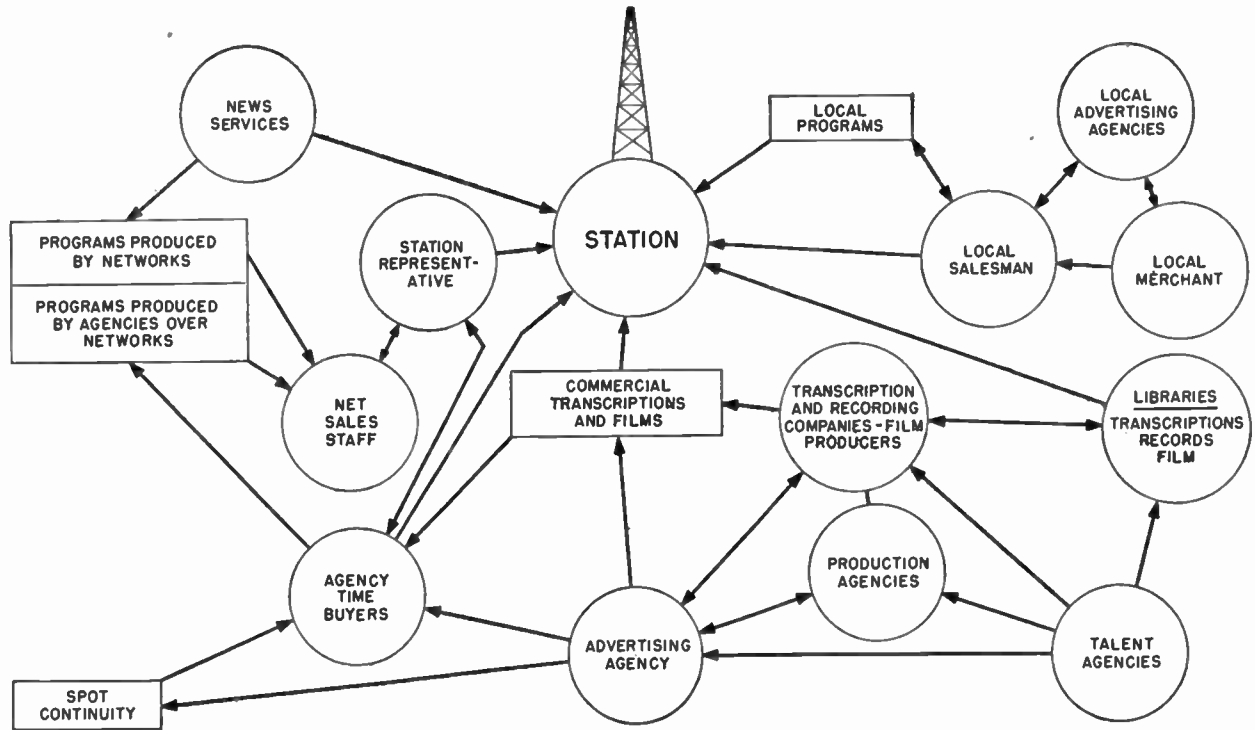 NEWS
SERVICES
LOCAL
PROGRAMS
LOCAL
ADVERTISING
AGENCIES
PROGRAMS PRODUCED
BY NETWORKS
PROGRAMS PRODUCED
BY AGENCIES OVER
NETWORKS
STATION
REPRESENT-
ATIVE
STATION
LOCAL
SALESMAN
LOCAL
MERCHANT
NET
SALES
STAFF
COMMERCIAL
TRANSCRIPTIONS
AND FILMS
TRANSCRIPTION
AND RECORDING
COMPANIES - FILM
PRODUCERS
LIBRARIES
TRANSCRIPTIONS
RECORDS
FILM
AGENCY
TIME
BUYERS
PRODUCTION
AGENCIES
ADVERTISING
AGENCY
TALENT
AGENCIES
SPOT
CONTINUITY